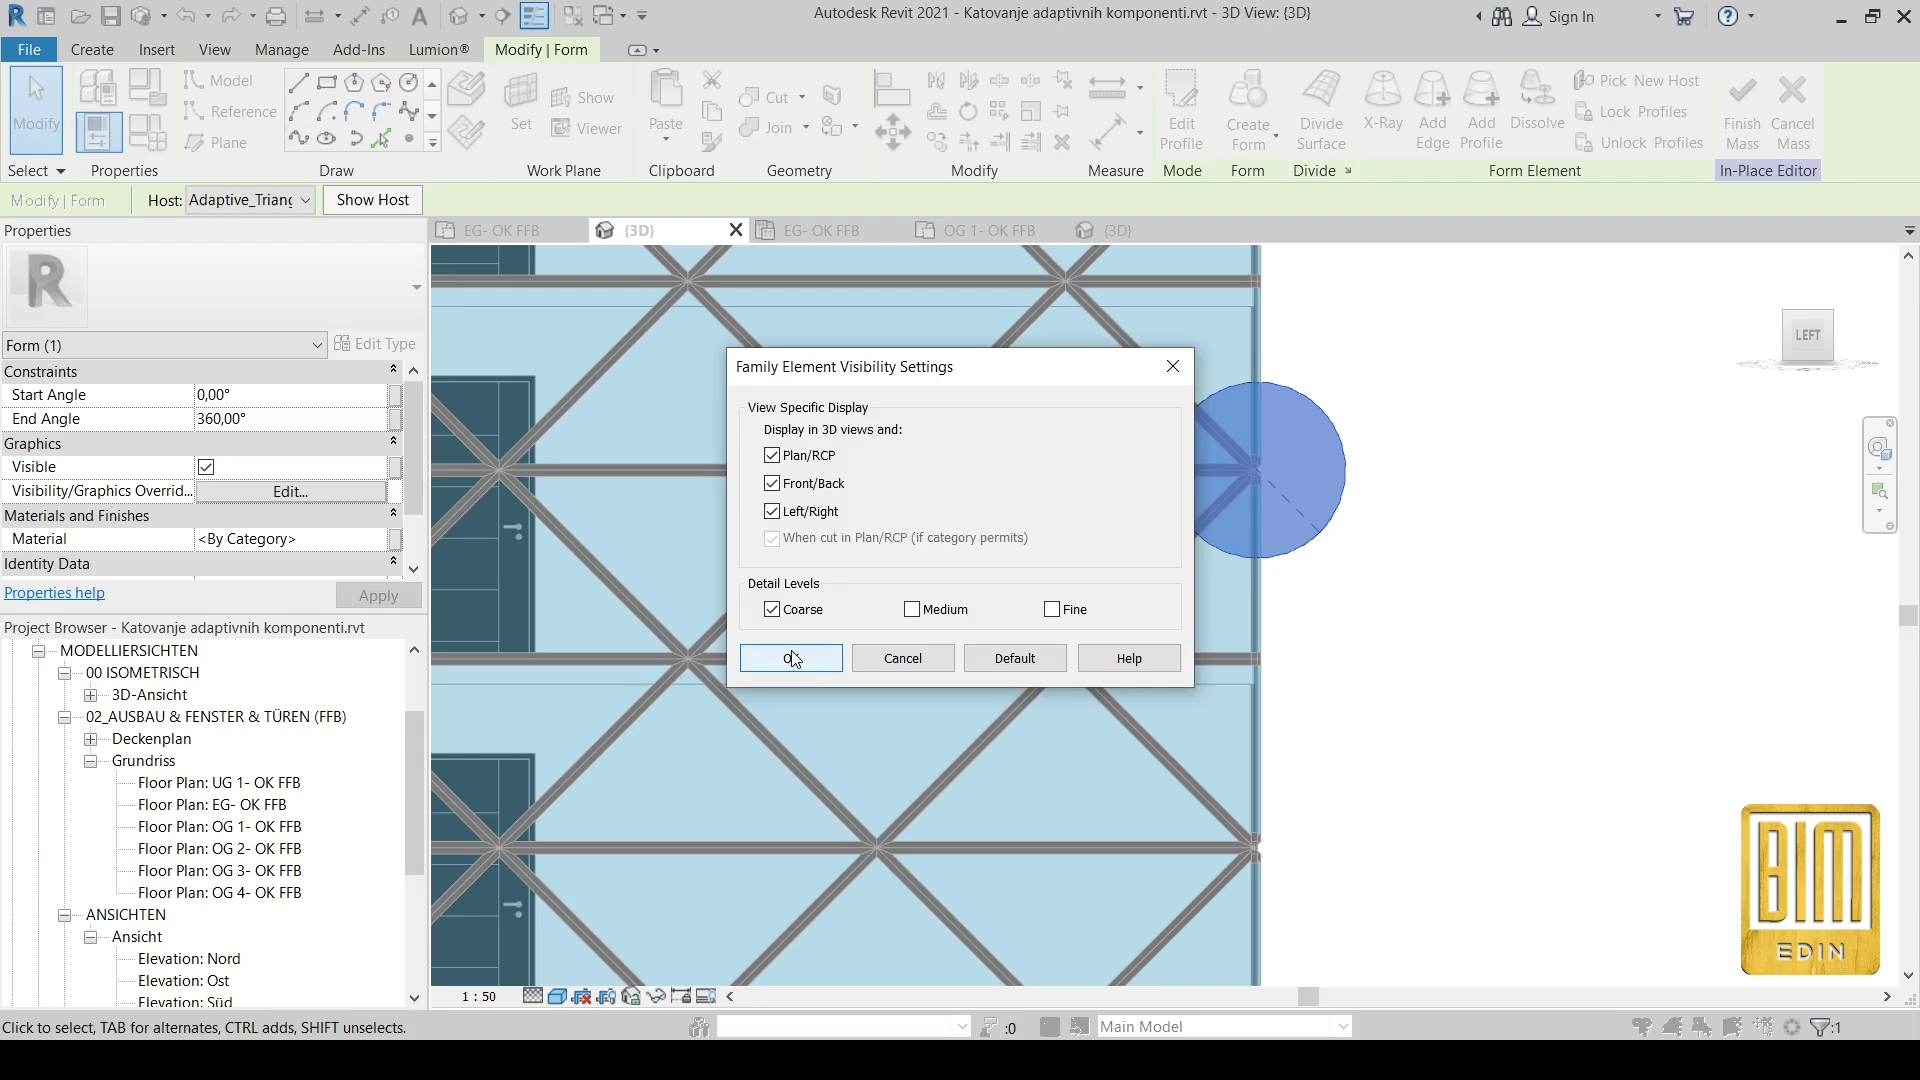 Autodesk Revit 2021 - Katovanje adaptivnih komponenti.rvt - 3D View: {3D}
Sign In
File Create Insert View Manage Add-Ins Lumion® Modify | Form
Modify
Model
Reference
Plane
Set
Show
Viewer
Paste
Cut
Join
Edit Profile
Create Form
Divide Surface
X-Ray
Add Edge
Add Profile
Dissolve
Pick New Host
Lock Profiles
Unlock Profiles
Finish Mass
Cancel Mass
Select Properties Draw Work Plane Clipboard Geometry Modify Measure Mode Form Divide Form Element In-Place Editor
Modify | Form Host: Adaptive_Triang Show Host
Properties
EG- OK FFB {3D} EG- OK FFB OG 1- OK FFB {3D}
R
Form (1) Edit Type
Constraints
Start Angle 0,00°
End Angle 360,00°
Graphics
Visible
Visibility/Graphics Overrid... Edit...
Materials and Finishes
Material <By Category>
Identity Data
Properties help Apply
Project Browser - Katovanje adaptivnih komponenti.rvt
MODELLIERSICHTEN
00 ISOMETRISCH
3D-Ansicht
02_AUSBAU & FENSTER & TÜREN (FFB)
Deckenplan
Grundriss
Floor Plan: UG 1- OK FFB
Floor Plan: EG- OK FFB
Floor Plan: OG 1- OK FFB
Floor Plan: OG 2- OK FFB
Floor Plan: OG 3- OK FFB
Floor Plan: OG 4- OK FFB
ANSICHTEN
Ansicht
Elevation: Nord
Elevation: Ost
Elevation: Süd
Family Element Visibility Settings
View Specific Display
Display in 3D views and:
Plan/RCP
Front/Back
Left/Right
When cut in Plan/RCP (if category permits)
Detail Levels
Coarse Medium Fine
Cancel Default Help
LEFT
BIM
EDIN
1 : 50
Click to select, TAB for alternates, CTRL adds, SHIFT unselects.
:0
Main Model
:1